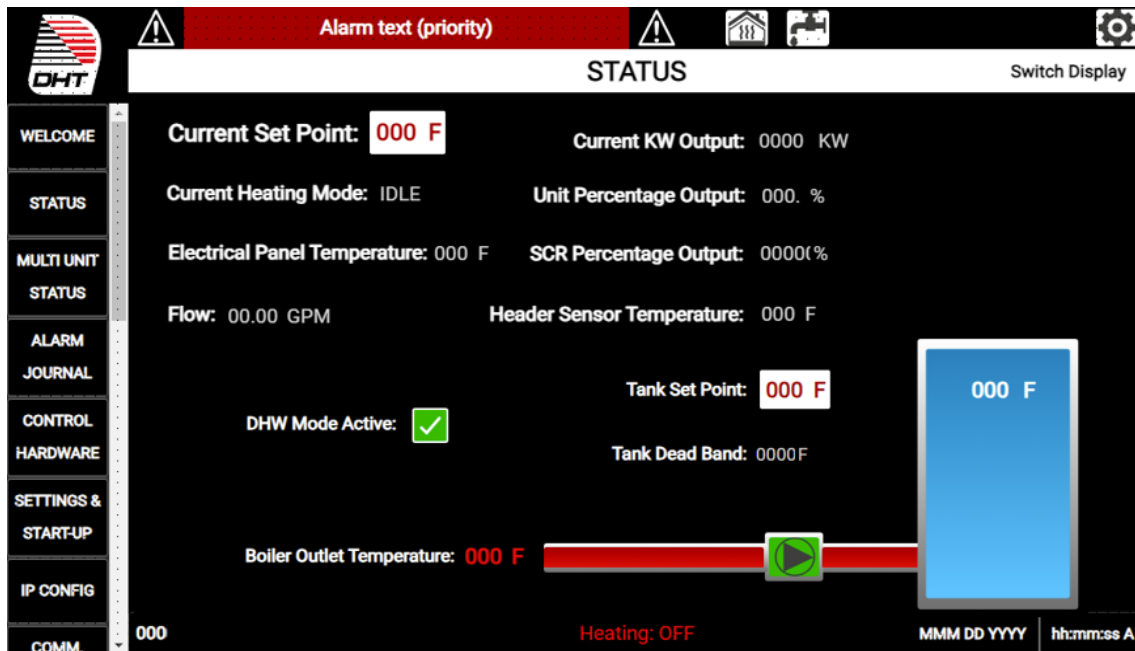 Alarm text (priority)
DHT
STATUS
Switch Display
WELCOME
STATUS
MULTI UNIT
STATUS
ALARM
JOURNAL
CONTROL
HARDWARE
SETTINGS &
START-UP
IP CONFIG
COMM.
Current Set Point: 000 F
Current KW Output: 0000 KW
Current Heating Mode: IDLE
Unit Percentage Output: 000. %
Electrical Panel Temperature: 000 F
SCR Percentage Output: 0000( %
Flow: 00.00 GPM
Header Sensor Temperature: 000 F
Tank Set Point: 000 F
000 F
DHW Mode Active:
Tank Dead Band: 0000 F
Boiler Outlet Temperature: 000 F
000
Heating: OFF
MMM DD YYYY
hh:mm:ss A